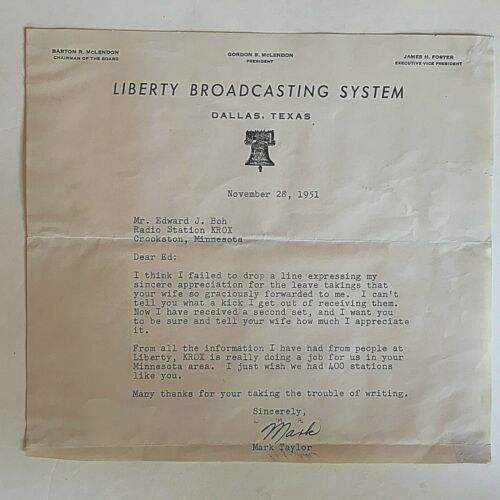 BARTON R. McLENDON
CHAIRMAN OF THE BOARD
GORDON B. McLENDON
PRESIDENT
JAMES H. FOSTER
EXECUTIVE VICE PRESIDENT
LIBERTY BROADCASTING SYSTEM
DALLAS, TEXAS
November 28, 1951
Mr. Edward J. Boh
Radio Station KROX
Crookston, Minnesota
Dear Ed:
I think I failed to drop a line expressing my
sincere appreciation for the leave takings that
your wife so graciously forwarded to me. I can't
tell you what a kick I get out of receiving them.
Now I have received a second set, and I want you
to be sure and tell your wife how much I appreciate
it.
From all the information I have had from people at
Liberty, KROX is really doing a job for us in your
Minnesota area. I just wish we had 400 stations
like you.
Many thanks for your taking the trouble of writing.
Sincerely,
Mark
Mark Taylor